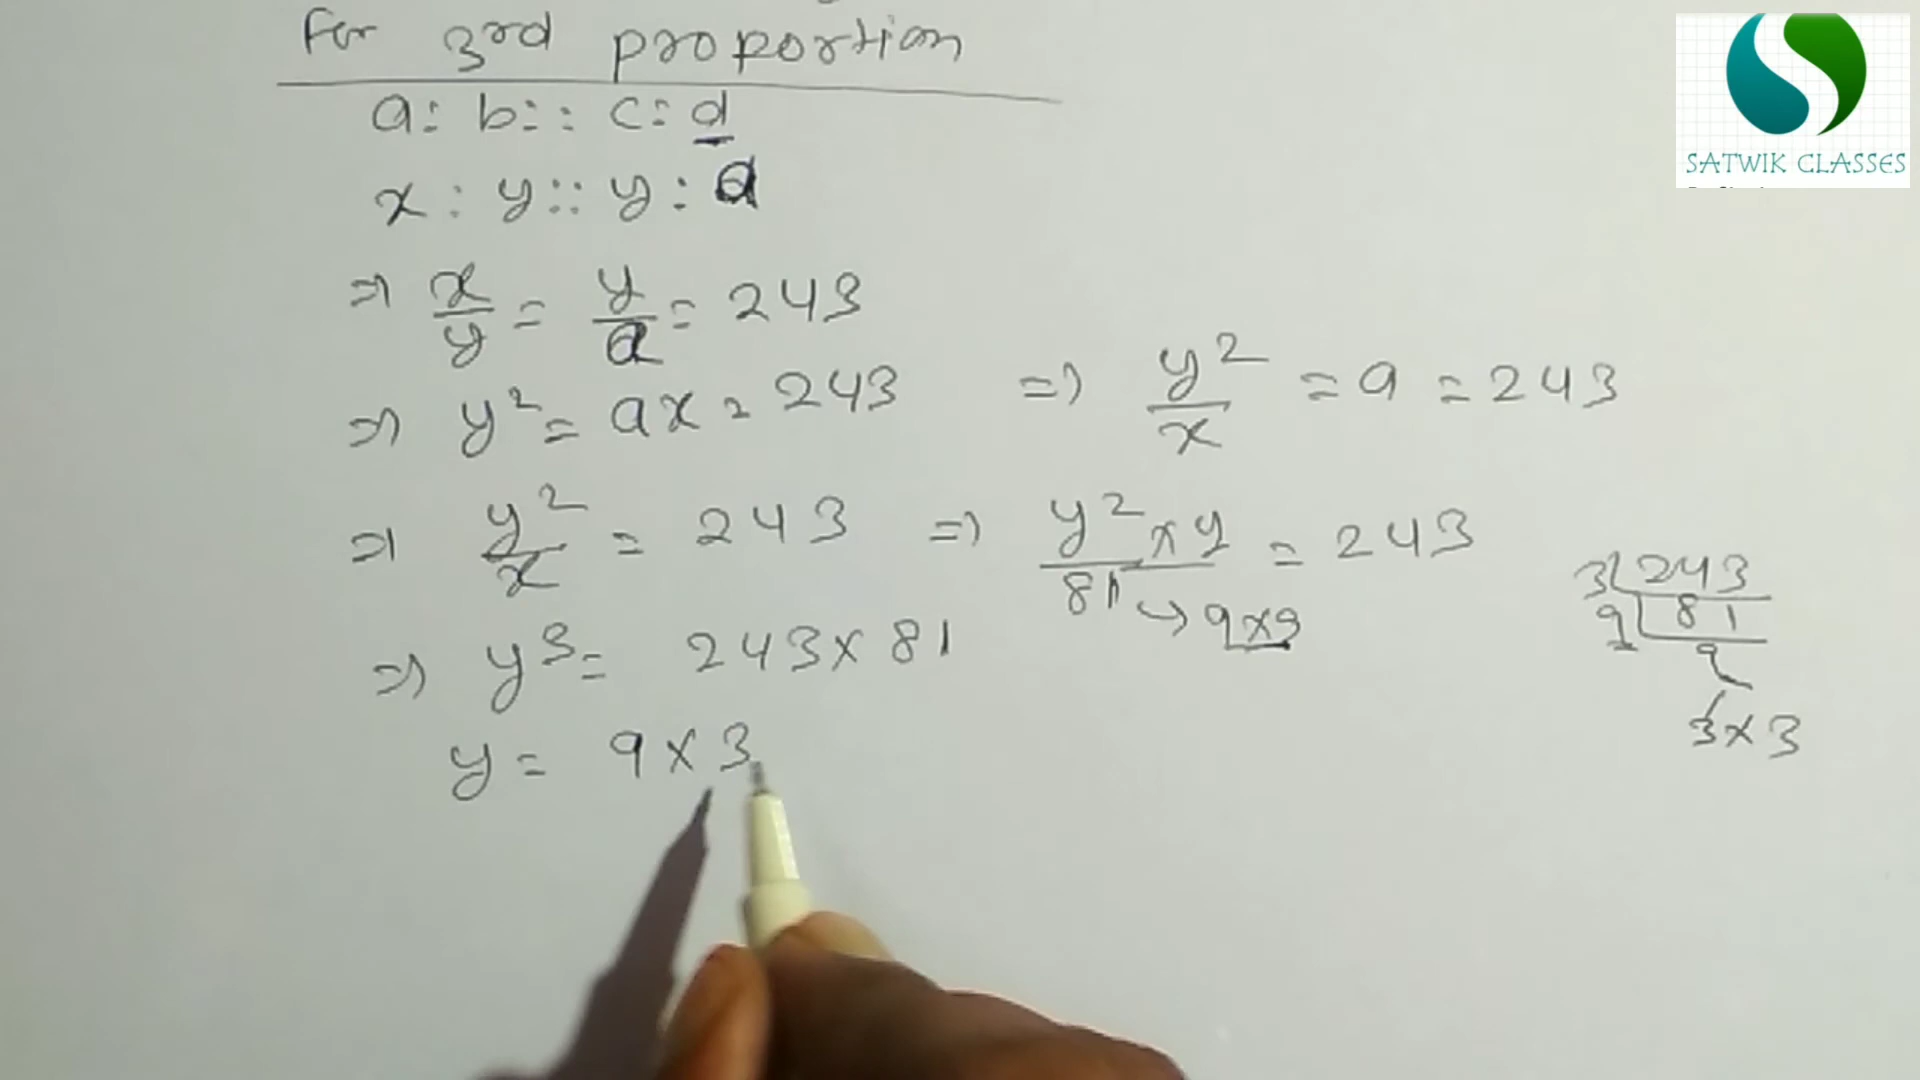 For 3rd proportion
a : b :: c : d
x : y :: y : a
⇒ x/y = y/a = 243
⇒ y² = ax = 243 ⇒ y²/x = a = 243
⇒ y²/x = 243 ⇒ y² × y / 81 = 243
→ 9×9
3 | 243
9 | 81
9
3×3
⇒ y³ = 243 × 81
y = 9 × 3
SATWIK CLASSES